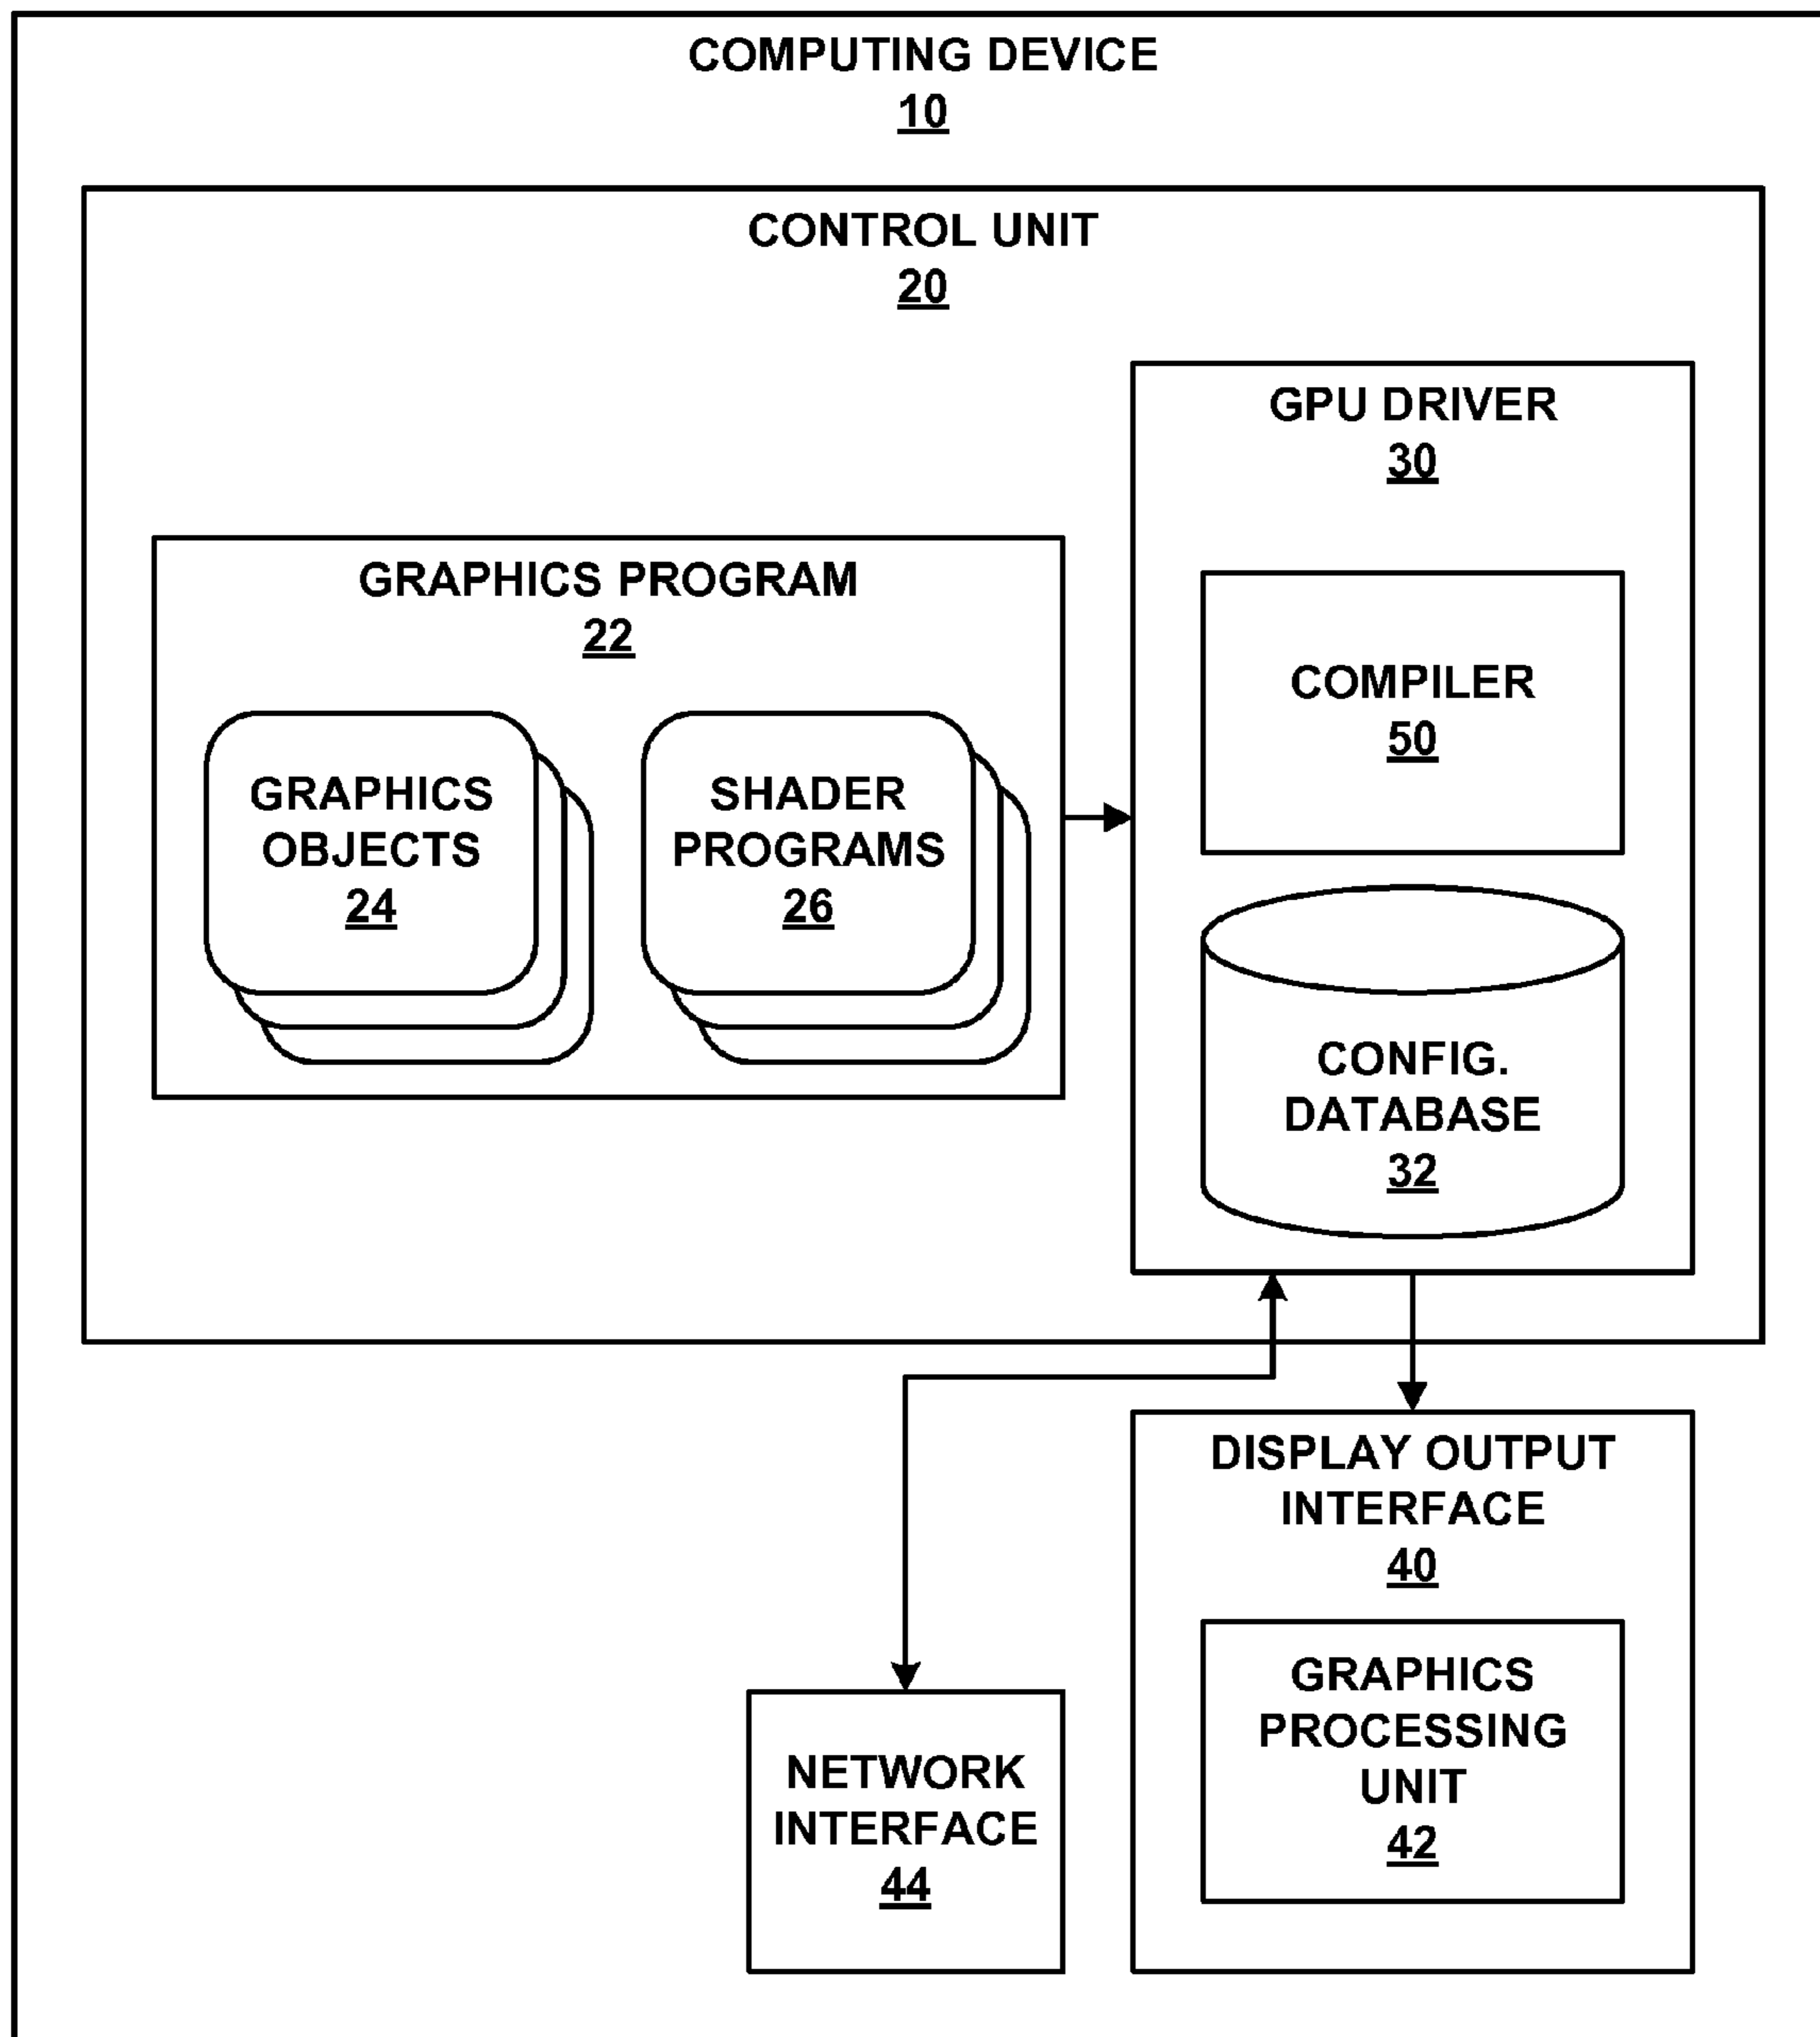 COMPUTING DEVICE
10
CONTROL UNIT
20
GPU DRIVER
30
GRAPHICS PROGRAM
22
COMPILER
50
GRAPHICS
OBJECTS
24
SHADER
PROGRAMS
26
CONFIG.
DATABASE
32
DISPLAY OUTPUT
INTERFACE
40
GRAPHICS
PROCESSING
UNIT
42
NETWORK
INTERFACE
44